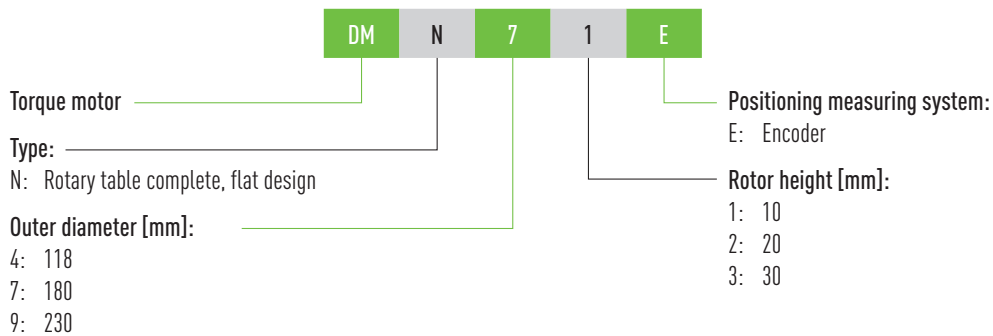 DM N 7 1 E
Torque motor
Type:
N: Rotary table complete, flat design
Outer diameter [mm]:
4: 118
7: 180
9: 230
Positioning measuring system:
E: Encoder
Rotor height [mm]:
1: 10
2: 20
3: 30